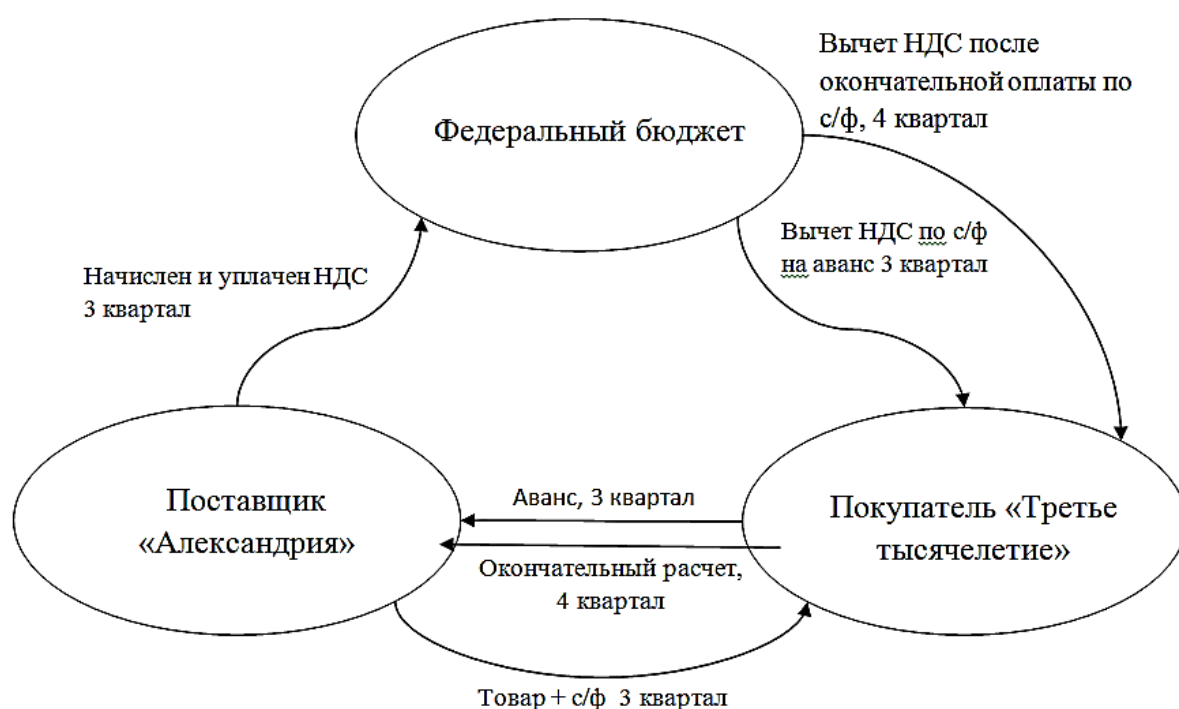 Вычет НДС после
окончательной оплаты по
с/ф, 4 квартал
Федеральный бюджет
Вычет НДС по с/ф
на аванс 3 квартал
Начислен и уплачен НДС
3 квартал
Поставщик
«Александрия»
Аванс, 3 квартал
Покупатель «Третье
тысячелетие»
Окончательный расчет,
4 квартал
Товар + с/ф 3 квартал